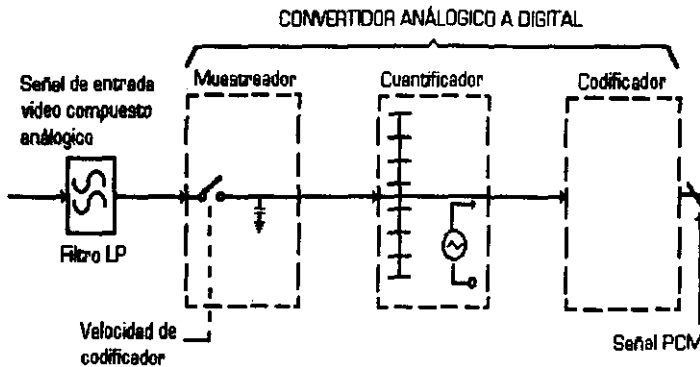 CONVERTIDOR ANÁLOGICO A DIGITAL
Señal de entrada
video compuesto
análogico
Muestreador
Cuantificador
Codificador
Filtro LP
Velocidad de
codificador
Señal PCM